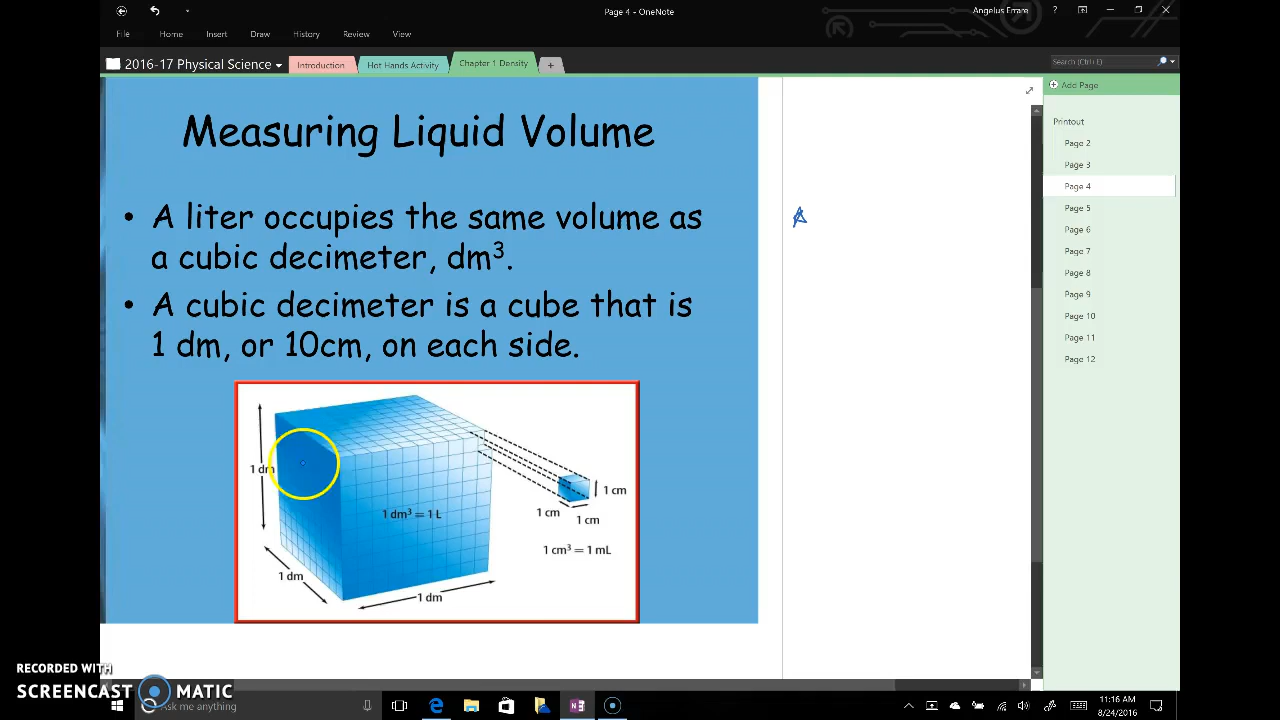 Page 4 - OneNote
Angelus Errare
?
File Home Insert Draw History Review View
2016-17 Physical Science
Introduction
Hot Hands Activity
Chapter 1 Density
+
Search (Ctrl+E)
Add Page
Printout
Page 2
Page 3
Page 4
Page 5
Page 6
Page 7
Page 8
Page 9
Page 10
Page 11
Page 12
Measuring Liquid Volume
• A liter occupies the same volume as
a cubic decimeter, dm³.
• A cubic decimeter is a cube that is
1 dm, or 10cm, on each side.
1 dm
1 dm³ = 1 L
1 dm
1 dm
1 cm
1 cm
1 cm
1 cm³ = 1 mL
RECORDED WITH
SCREENCAST MATIC
Ask me anything
11:16 AM
8/24/2016